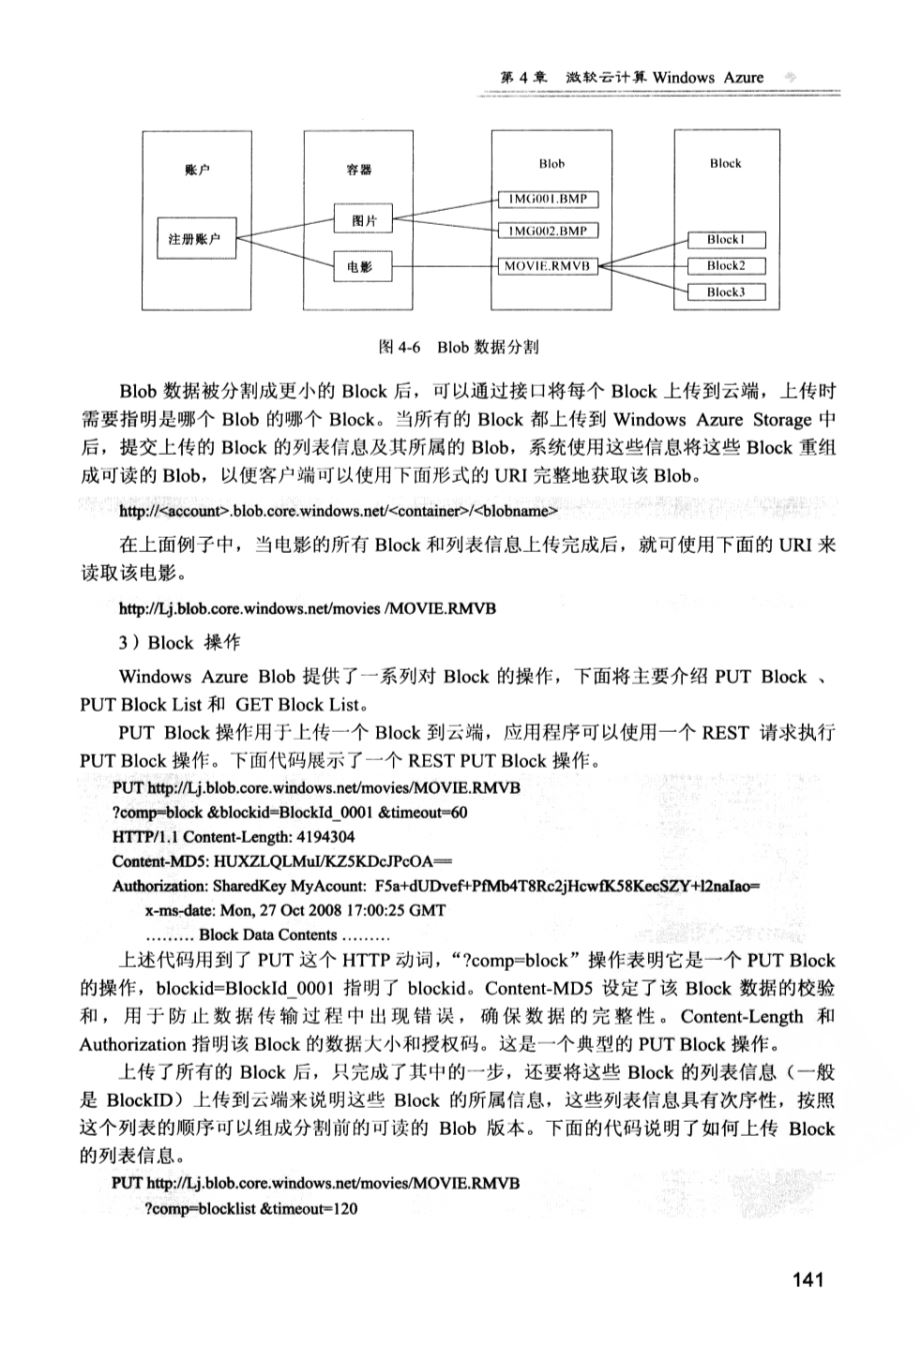 第 4 章 微软云计算 Windows Azure
账户
容器
Blob
Block
注册账户
图片
电影
IMG001.BMP
IMG002.BMP
MOVIE.RMVB
Block1
Block2
Block3
图 4-6 Blob 数据分割
Blob 数据被分割成更小的 Block 后，可以通过接口将每个 Block 上传到云端，上传时
需要指明是哪个 Blob 的哪个 Block。当所有的 Block 都上传到 Windows Azure Storage 中
后，提交上传的 Block 的列表信息及其所属的 Blob，系统使用这些信息将这些 Block 重组
成可读的 Blob，以便客户端可以使用下面形式的 URI 完整地获取该 Blob。
http://<account>.blob.core.windows.net/<container>/<blobname>
在上面例子中，当电影的所有 Block 和列表信息上传完成后，就可使用下面的 URI 来
读取该电影。
http://Lj.blob.core.windows.net/movies /MOVIE.RMVB
3）Block 操作
Windows Azure Blob 提供了一系列对 Block 的操作，下面将主要介绍 PUT Block 、
PUT Block List 和 GET Block List。
PUT Block 操作用于上传一个 Block 到云端，应用程序可以使用一个 REST 请求执行
PUT Block 操作。下面代码展示了一个 REST PUT Block 操作。
PUT http://Lj.blob.core.windows.net/movies/MOVIE.RMVB
?comp=block &blockid=BlockId_0001 &timeout=60
HTTP/1.1 Content-Length: 4194304
Content-MD5: HUXZLQLMuI/KZ5KDcJPcOA==
Authorization: SharedKey MyAcount: F5a+dUDvef+PfMb4T8Rc2jHcwfK58KecSZY+l2naIao=
x-ms-date: Mon, 27 Oct 2008 17:00:25 GMT
......... Block Data Contents .........
上述代码用到了 PUT 这个 HTTP 动词，“?comp=block”操作表明它是一个 PUT Block
的操作，blockid=BlockId_0001 指明了 blockid。Content-MD5 设定了该 Block 数据的校验
和，用于防止数据传输过程中出现错误，确保数据的完整性。Content-Length 和
Authorization 指明该 Block 的数据大小和授权码。这是一个典型的 PUT Block 操作。
上传了所有的 Block 后，只完成了其中的一步，还要将这些 Block 的列表信息（一般
是 BlockID）上传到云端来说明这些 Block 的所属信息，这些列表信息具有次序性，按照
这个列表的顺序可以组成分割前的可读的 Blob 版本。下面的代码说明了如何上传 Block
的列表信息。
PUT http://Lj.blob.core.windows.net/movies/MOVIE.RMVB
?comp=blocklist &timeout=120
141